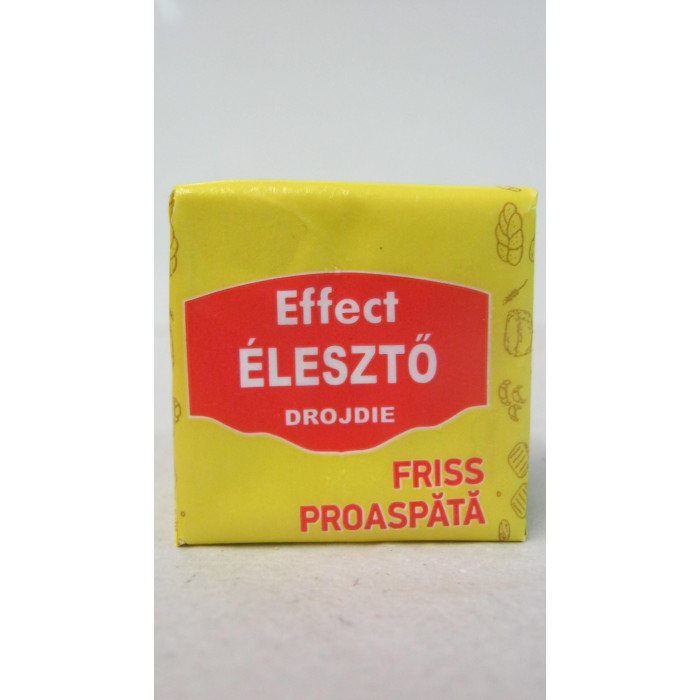 Effect
ÉLESZTŐ
DROJDIE
FRISS
PROASPĂTĂ